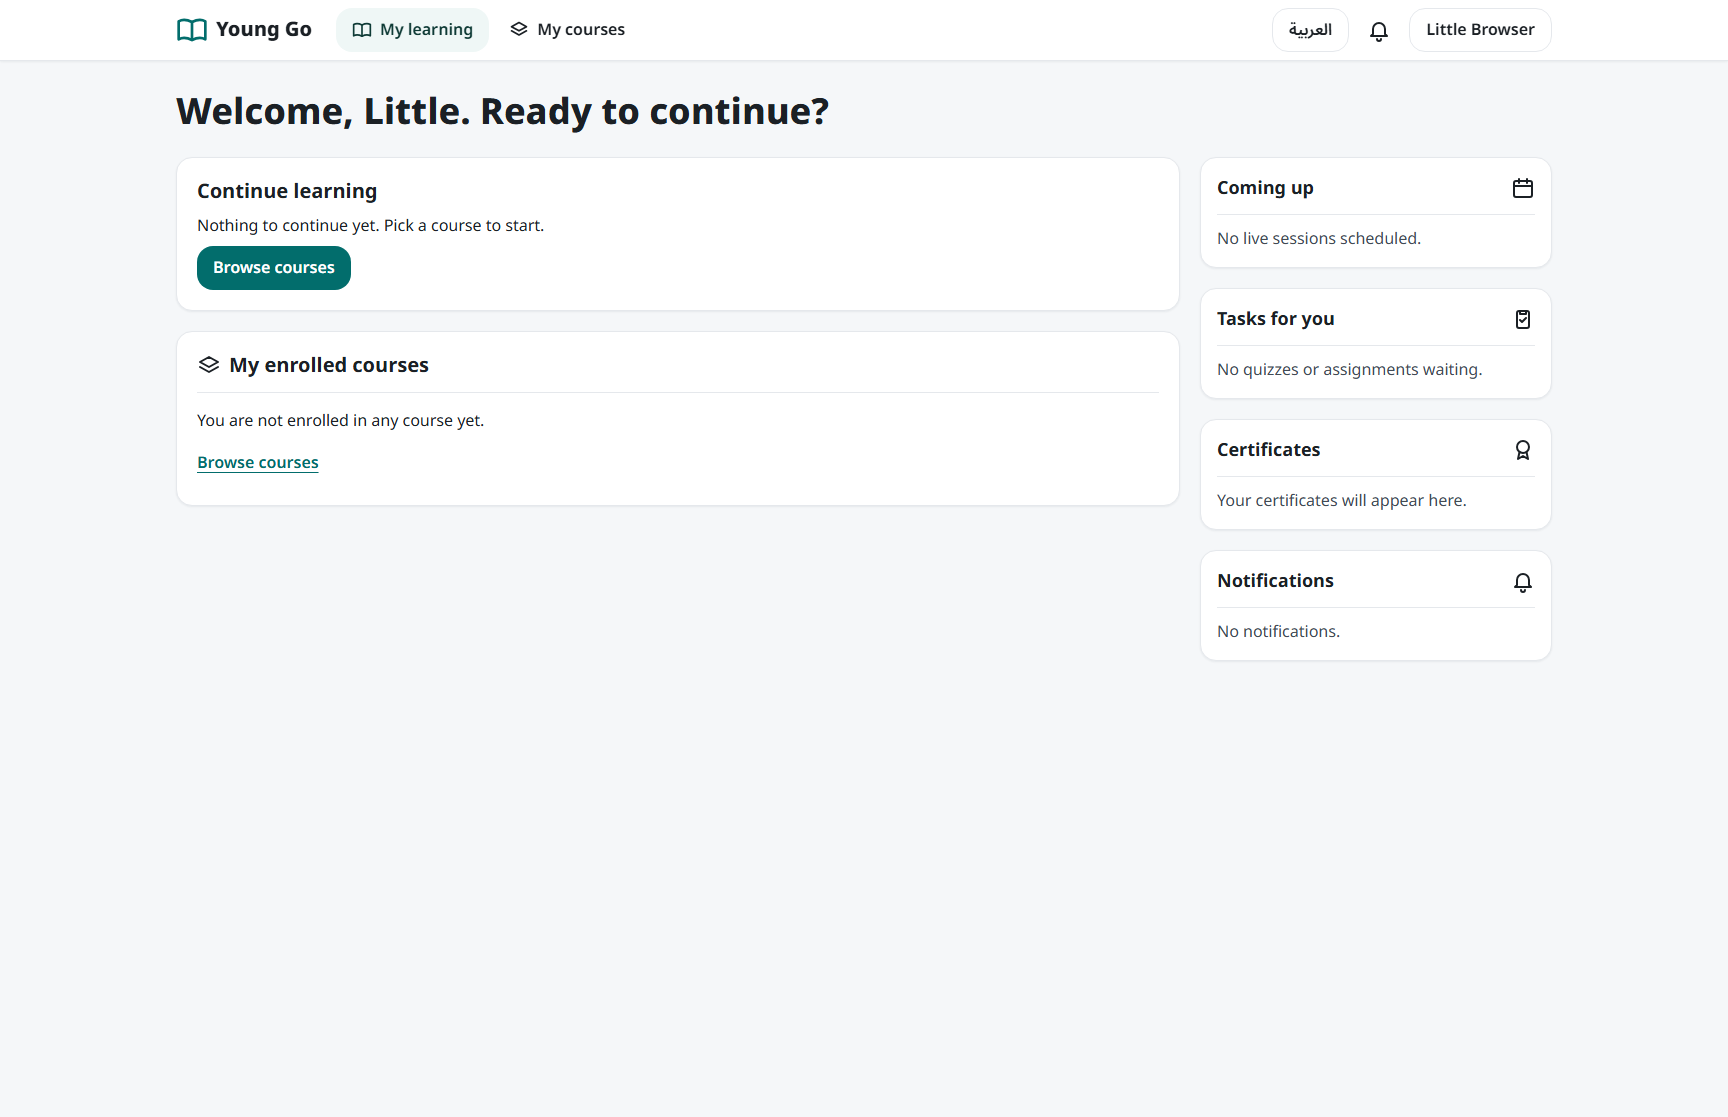 Young Go
My learning
My courses
العربية
Little Browser
Welcome, Little. Ready to continue?
Continue learning
Nothing to continue yet. Pick a course to start.
Browse courses
My enrolled courses
You are not enrolled in any course yet.
Browse courses
Coming up
No live sessions scheduled.
Tasks for you
No quizzes or assignments waiting.
Certificates
Your certificates will appear here.
Notifications
No notifications.